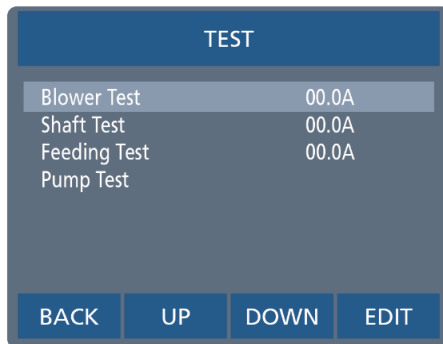 TEST
Blower Test 00.0A
Shaft Test 00.0A
Feeding Test 00.0A
Pump Test
BACK UP DOWN EDIT